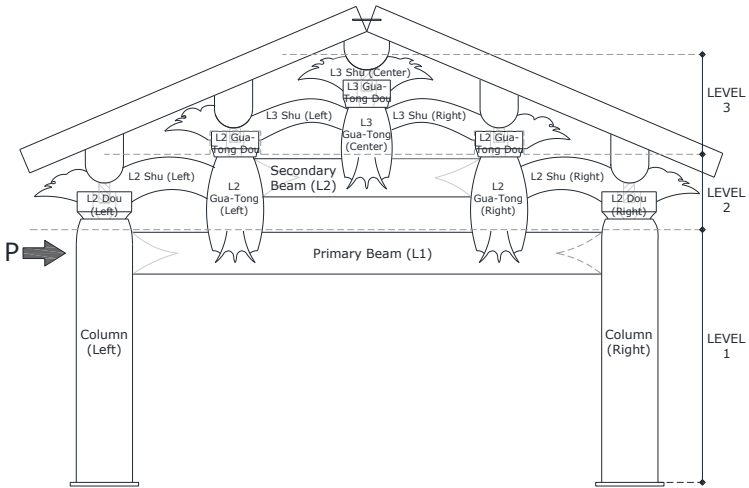 L3 Shu (Center)
L3 Gua-
Tong Dou
LEVEL
3
L3 Shu (Left)
L3
Gua-Tong
(Center)
L3 Shu (Right)
L2 Gua-
Tong Dou
L2 Gua-
Tong Dou
L2 Shu (Left)
Secondary
Beam (L2)
L2 Shu (Right)
L2
Gua-Tong
(Left)
L2
Gua-Tong
(Right)
L2 Dou
(Left)
L2 Dou
(Right)
LEVEL
2
P
Primary Beam (L1)
Column
(Left)
Column
(Right)
LEVEL
1